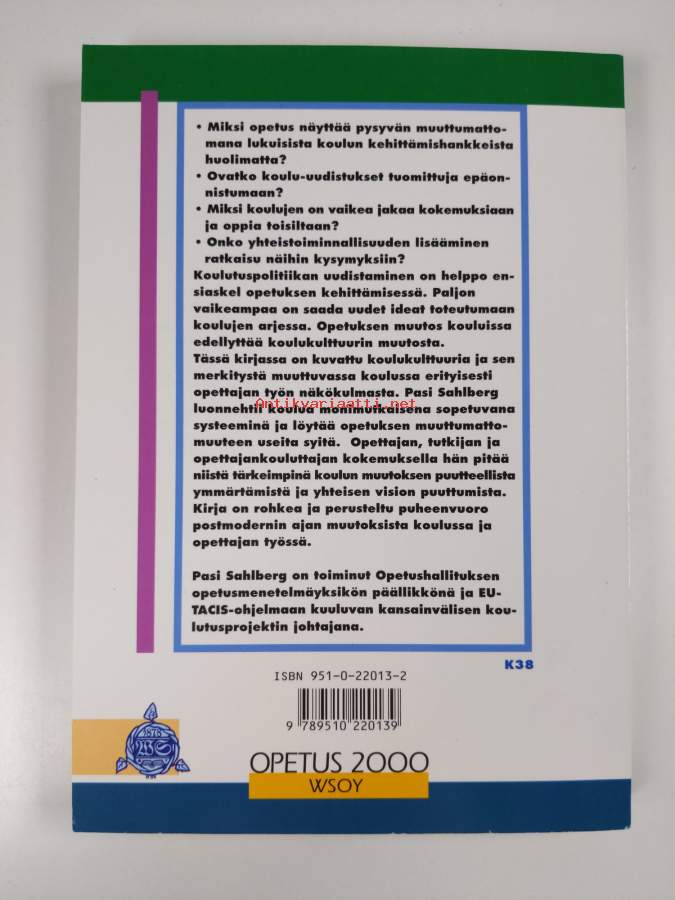 • Miksi opetus näyttää pysyvän muuttumatto-
mana lukuisista koulun kehittämishankkeista
huolimatta?
• Ovatko koulu-uudistukset tuomittuja epäon-
nistumaan?
• Miksi koulujen on vaikea jakaa kokemuksiaan
ja oppia toisiltaan?
• Onko yhteistoiminnallisuuden lisääminen
ratkaisu näihin kysymyksiin?
Koulutuspolitiikan uudistaminen on helppo en-
siaskel opetuksen kehittämisessä. Paljon
vaikeampaa on saada uudet ideat toteutumaan
koulujen arjessa. Opetuksen muutos kouluissa
edellyttää koulukulttuurin muutosta.
Tässä kirjassa on kuvattu koulukulttuuria ja sen
merkitystä muuttuvassa koulussa erityisesti
opettajan työn näkökulmasta. Pasi Sahlberg
Antikvariaatti.net
luonnehtii koulua monimutkaisena sopetuvana
systeeminä ja löytää opetuksen muuttumatto-
muuteen useita syitä. Opettajan, tutkijan ja
opettajankouluttajan kokemuksella hän pitää
niistä tärkeimpinä koulun muutoksen puutteellista
ymmärtämistä ja yhteisen vision puuttumista.
Kirja on rohkea ja perusteltu puheenvuoro
postmodernin ajan muutoksista koulussa ja
opettajan työssä.
Pasi Sahlberg on toiminut Opetushallituksen
opetusmenetelmäyksikön päällikkönä ja EU-
TACIS-ohjelmaan kuuluvan kansainvälisen kou-
lutusprojektin johtajana.
K38
ISBN 951-0-22013-2
9 789510 220139
1878
WS
OPETUS 2000
WSOY